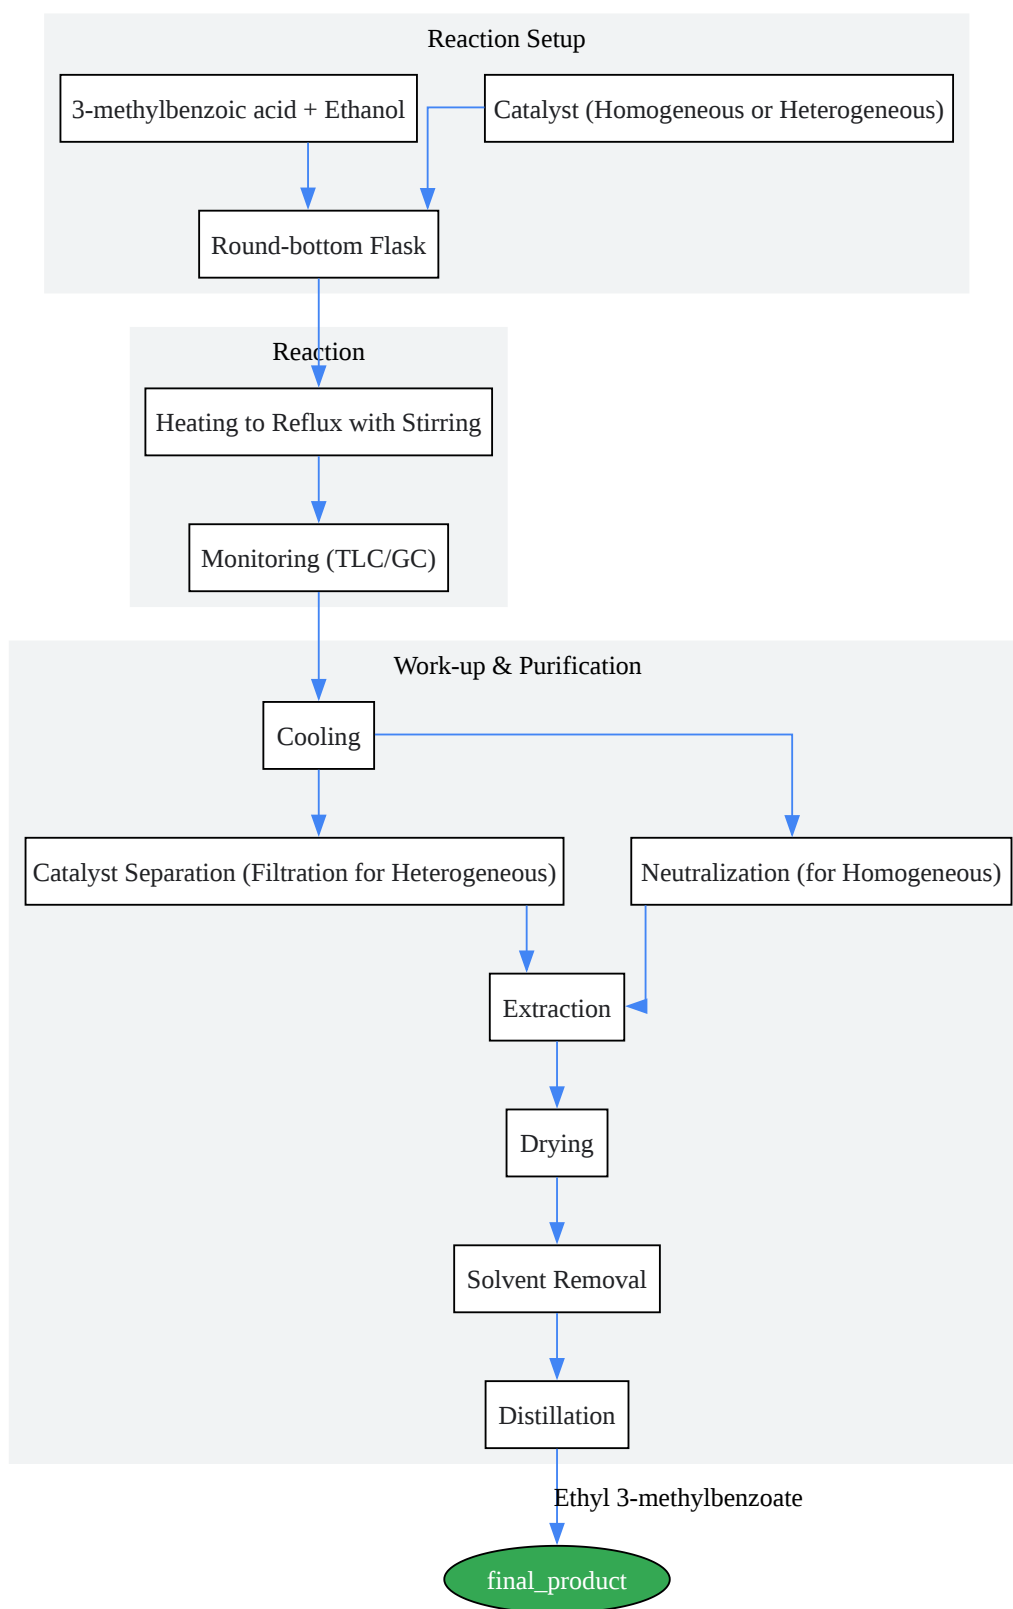 Reaction Setup
3-methylbenzoic acid + Ethanol
Catalyst (Homogeneous or Heterogeneous)
Round-bottom Flask
Reaction
Heating to Reflux with Stirring
Monitoring (TLC/GC)
Work-up & Purification
Cooling
Catalyst Separation (Filtration for Heterogeneous)
Neutralization (for Homogeneous)
Extraction
Drying
Solvent Removal
Distillation
Ethyl 3-methylbenzoate
final_product